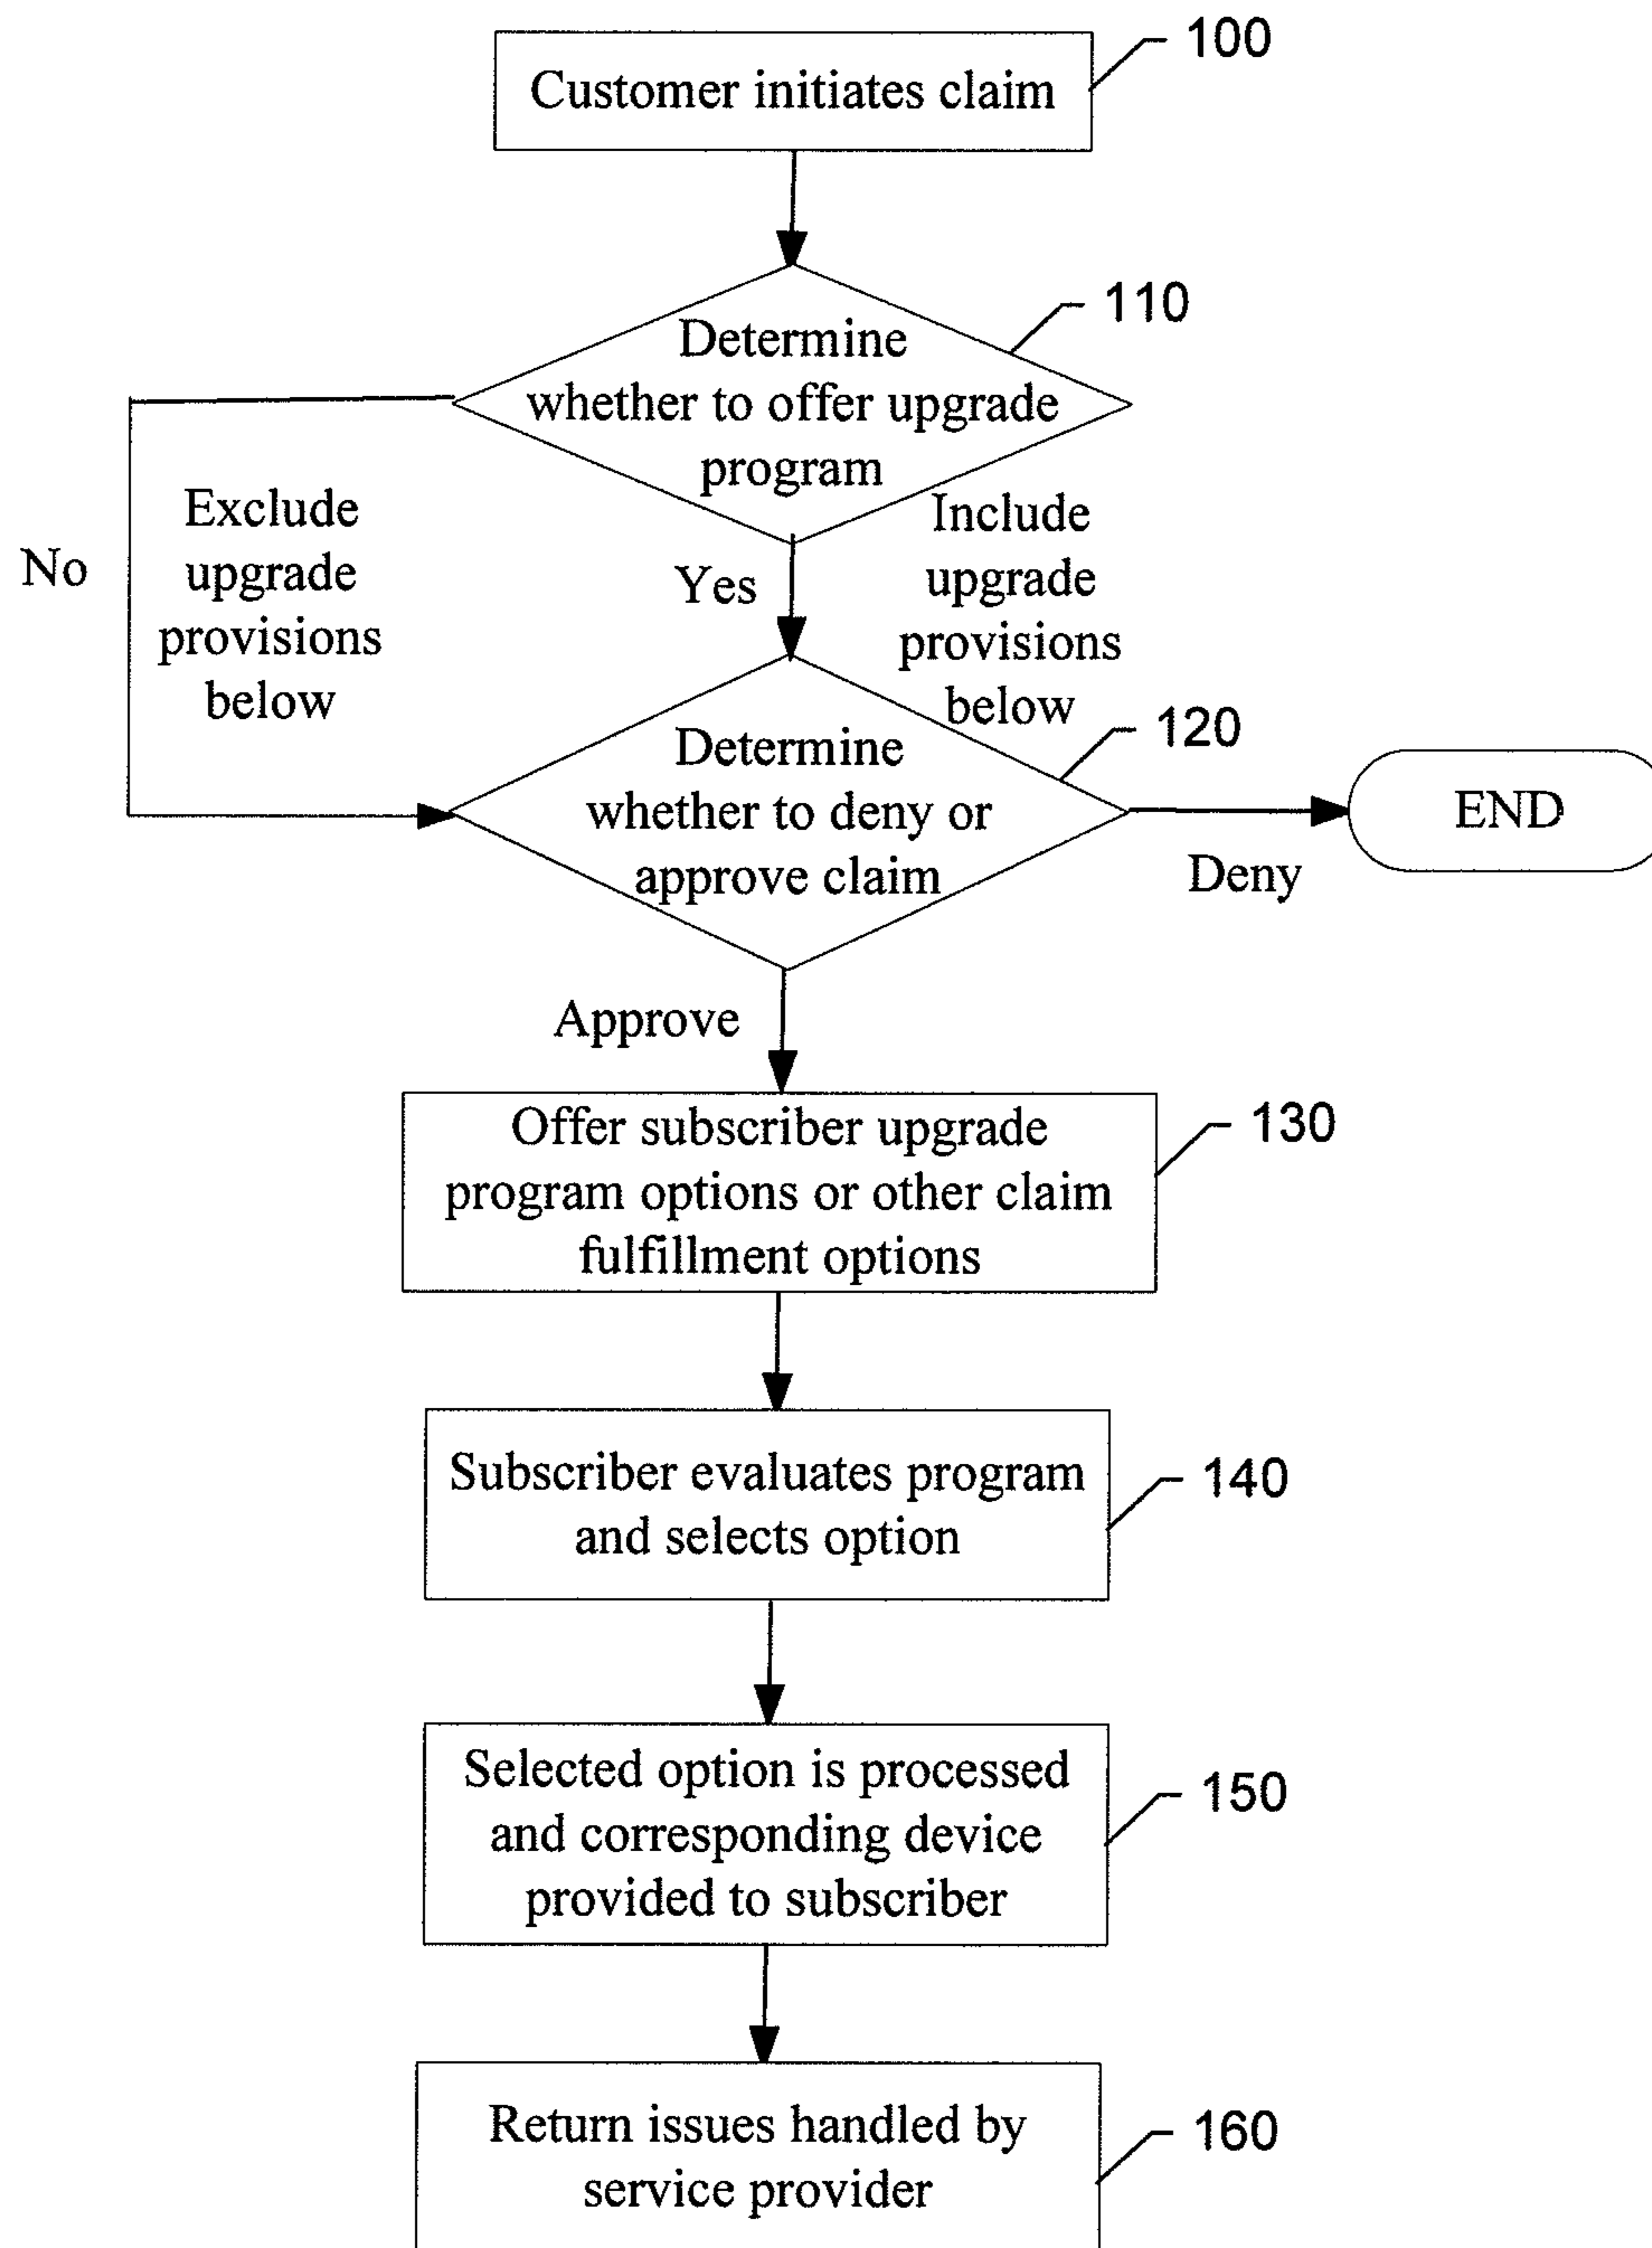 100
Customer initiates claim
110
Determine
whether to offer upgrade
program
No
Exclude
upgrade
provisions
below
Yes
Include
upgrade
provisions
below
120
Determine
whether to deny or
approve claim
END
Deny
Approve
130
Offer subscriber upgrade
program options or other claim
fulfillment options
140
Subscriber evaluates program
and selects option
150
Selected option is processed
and corresponding device
provided to subscriber
160
Return issues handled by
service provider